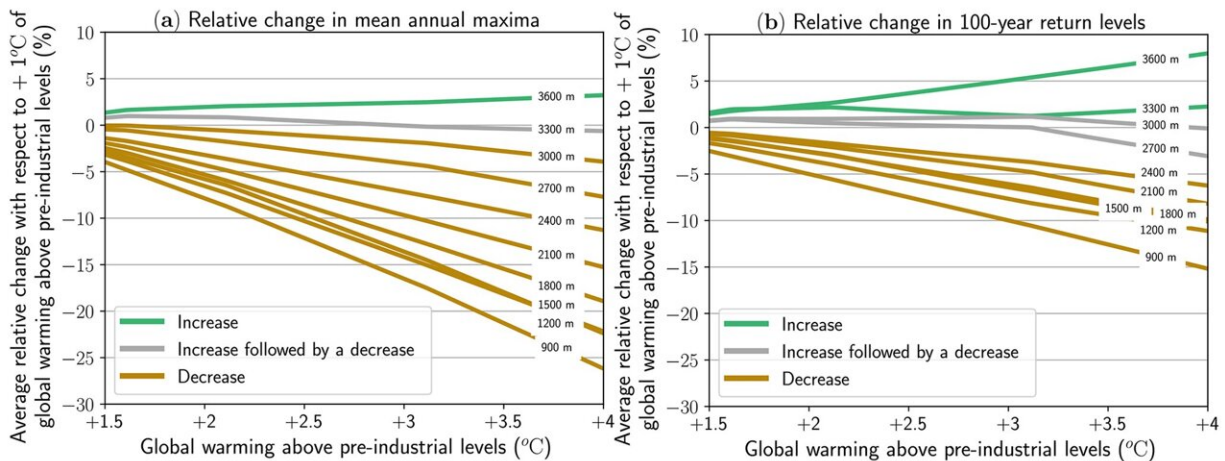 (a) Relative change in mean annual maxima
Average relative change with respect to + 1°C of
global warming above pre-industrial levels (%)
10
5
0
−5
−10
−15
−20
−25
−30
3600 m
3300 m
3000 m
2700 m
2400 m
2100 m
1800 m
1500 m
1200 m
900 m
Increase
Increase followed by a decrease
Decrease
+1.5
+2
+2.5
+3
+3.5
+4
Global warming above pre-industrial levels (°C)
(b) Relative change in 100-year return levels
Average relative change with respect to + 1°C of
global warming above pre-industrial levels (%)
10
5
0
−5
−10
−15
−20
−25
−30
3600 m
3300 m
3000 m
2700 m
2400 m
2100 m
1500 m 1800 m
1200 m
900 m
Increase
Increase followed by a decrease
Decrease
+1.5
+2
+2.5
+3
+3.5
+4
Global warming above pre-industrial levels (°C)